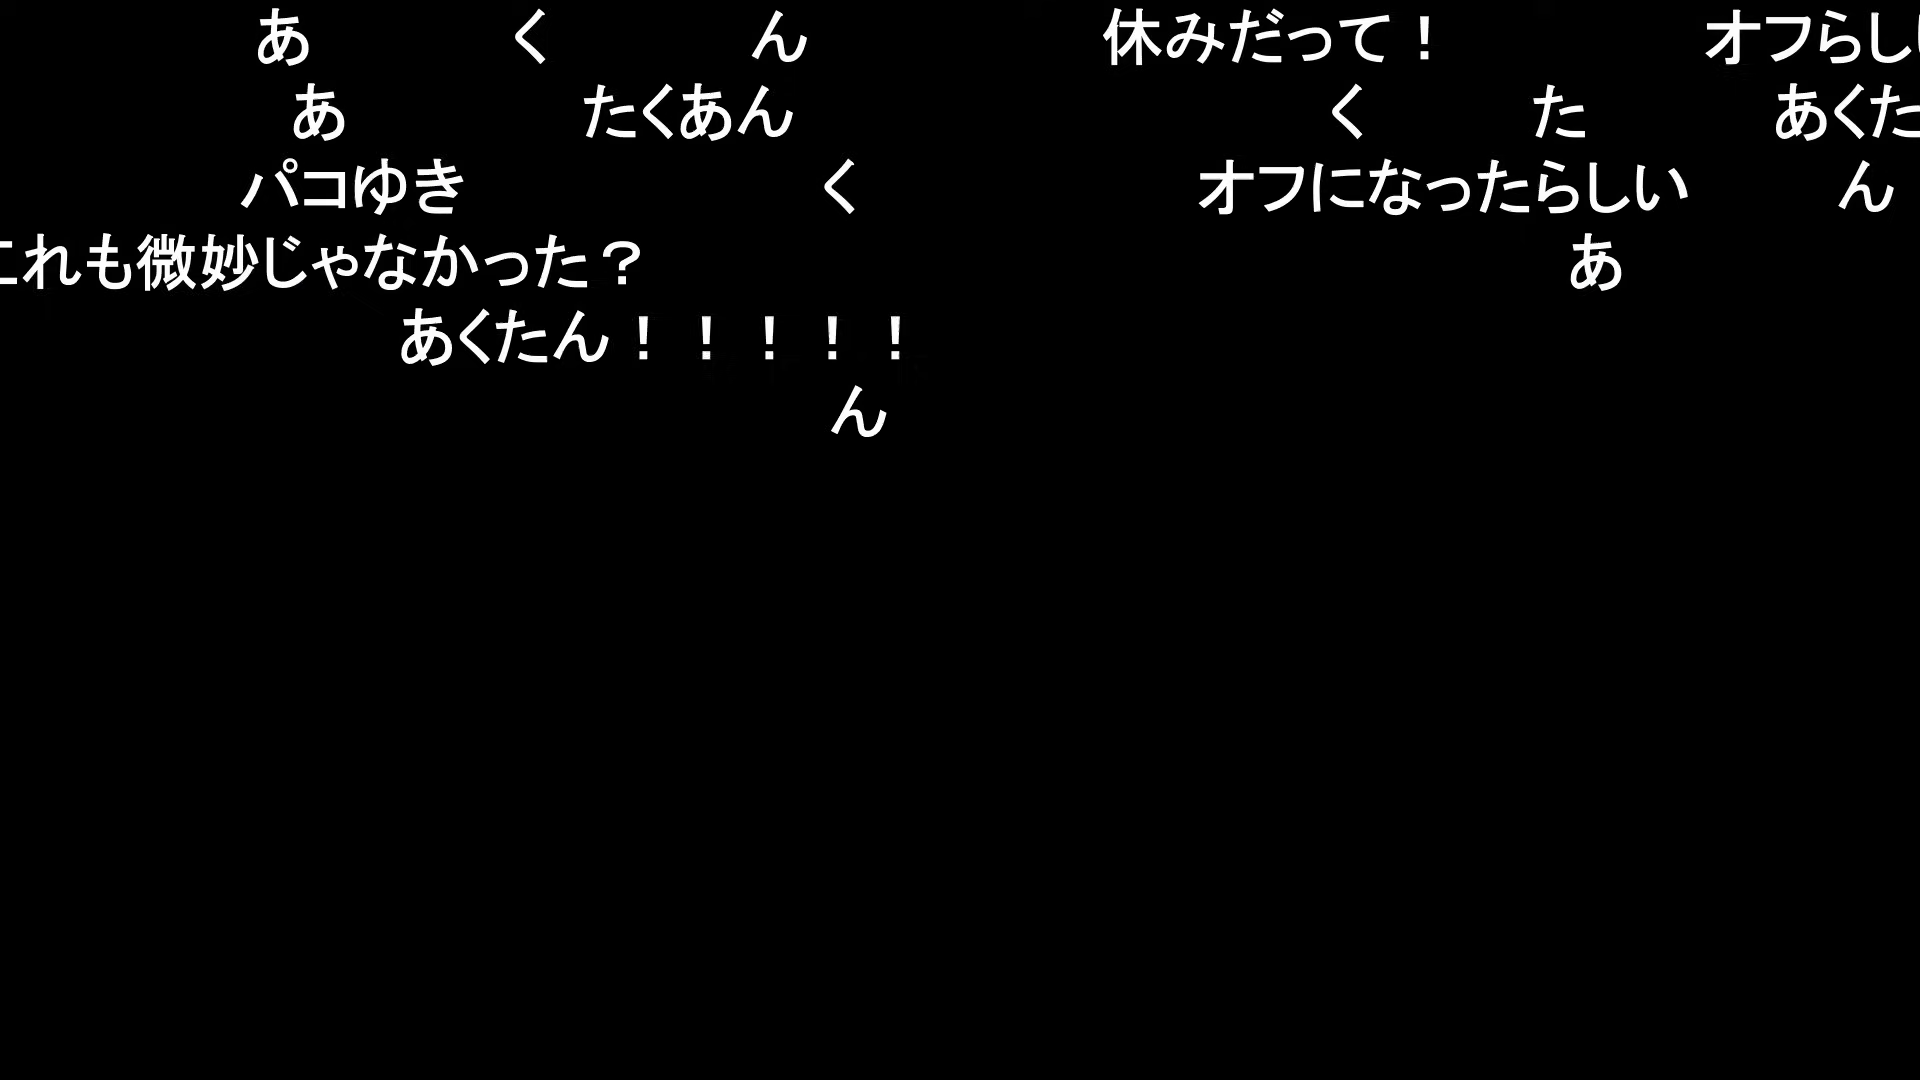 あ く ん 休みだって！ オフらし
あ たくあん く た あくた
パコゆき く オフになったらしい ん
これも微妙じゃなかった？ あ
あくたん！！！！！
ん